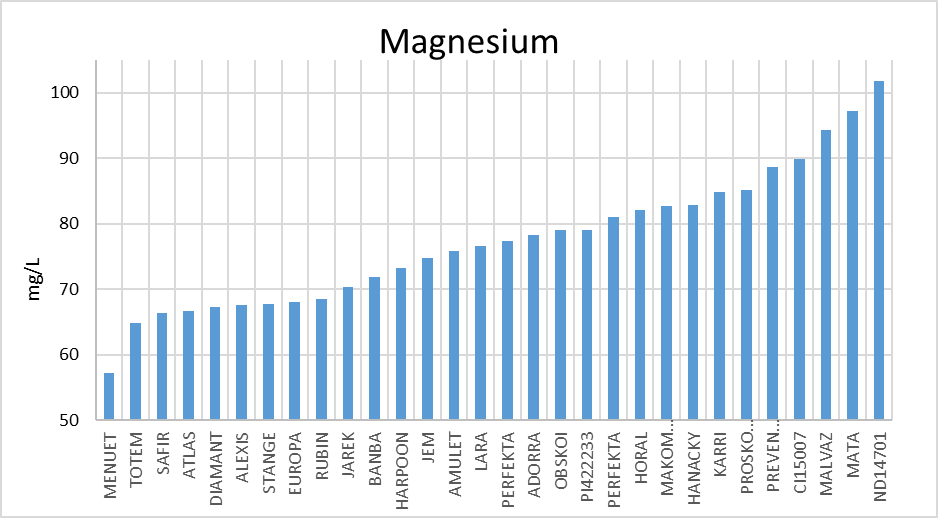 Magnesium
mg/L
100
90
80
70
60
50
MENUET
TOTEM
SAFIR
ATLAS
DIAMANT
ALEXIS
STANGE
EUROPA
RUBIN
JAREK
BANBA
HARPOON
JEM
AMULET
LARA
PERFEKTA
ADORRA
OBSKOI
PI422233
PERFEKTA
HORAL
MAKOM…
HANACKY
KARRI
PROSKO…
PREVEN…
CI15007
MALVAZ
MATA
ND14701